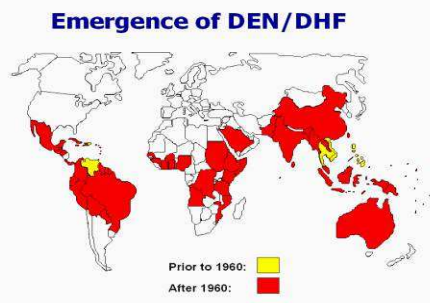 Emergence of DEN/DHF
Prior to 1960:
After 1960: